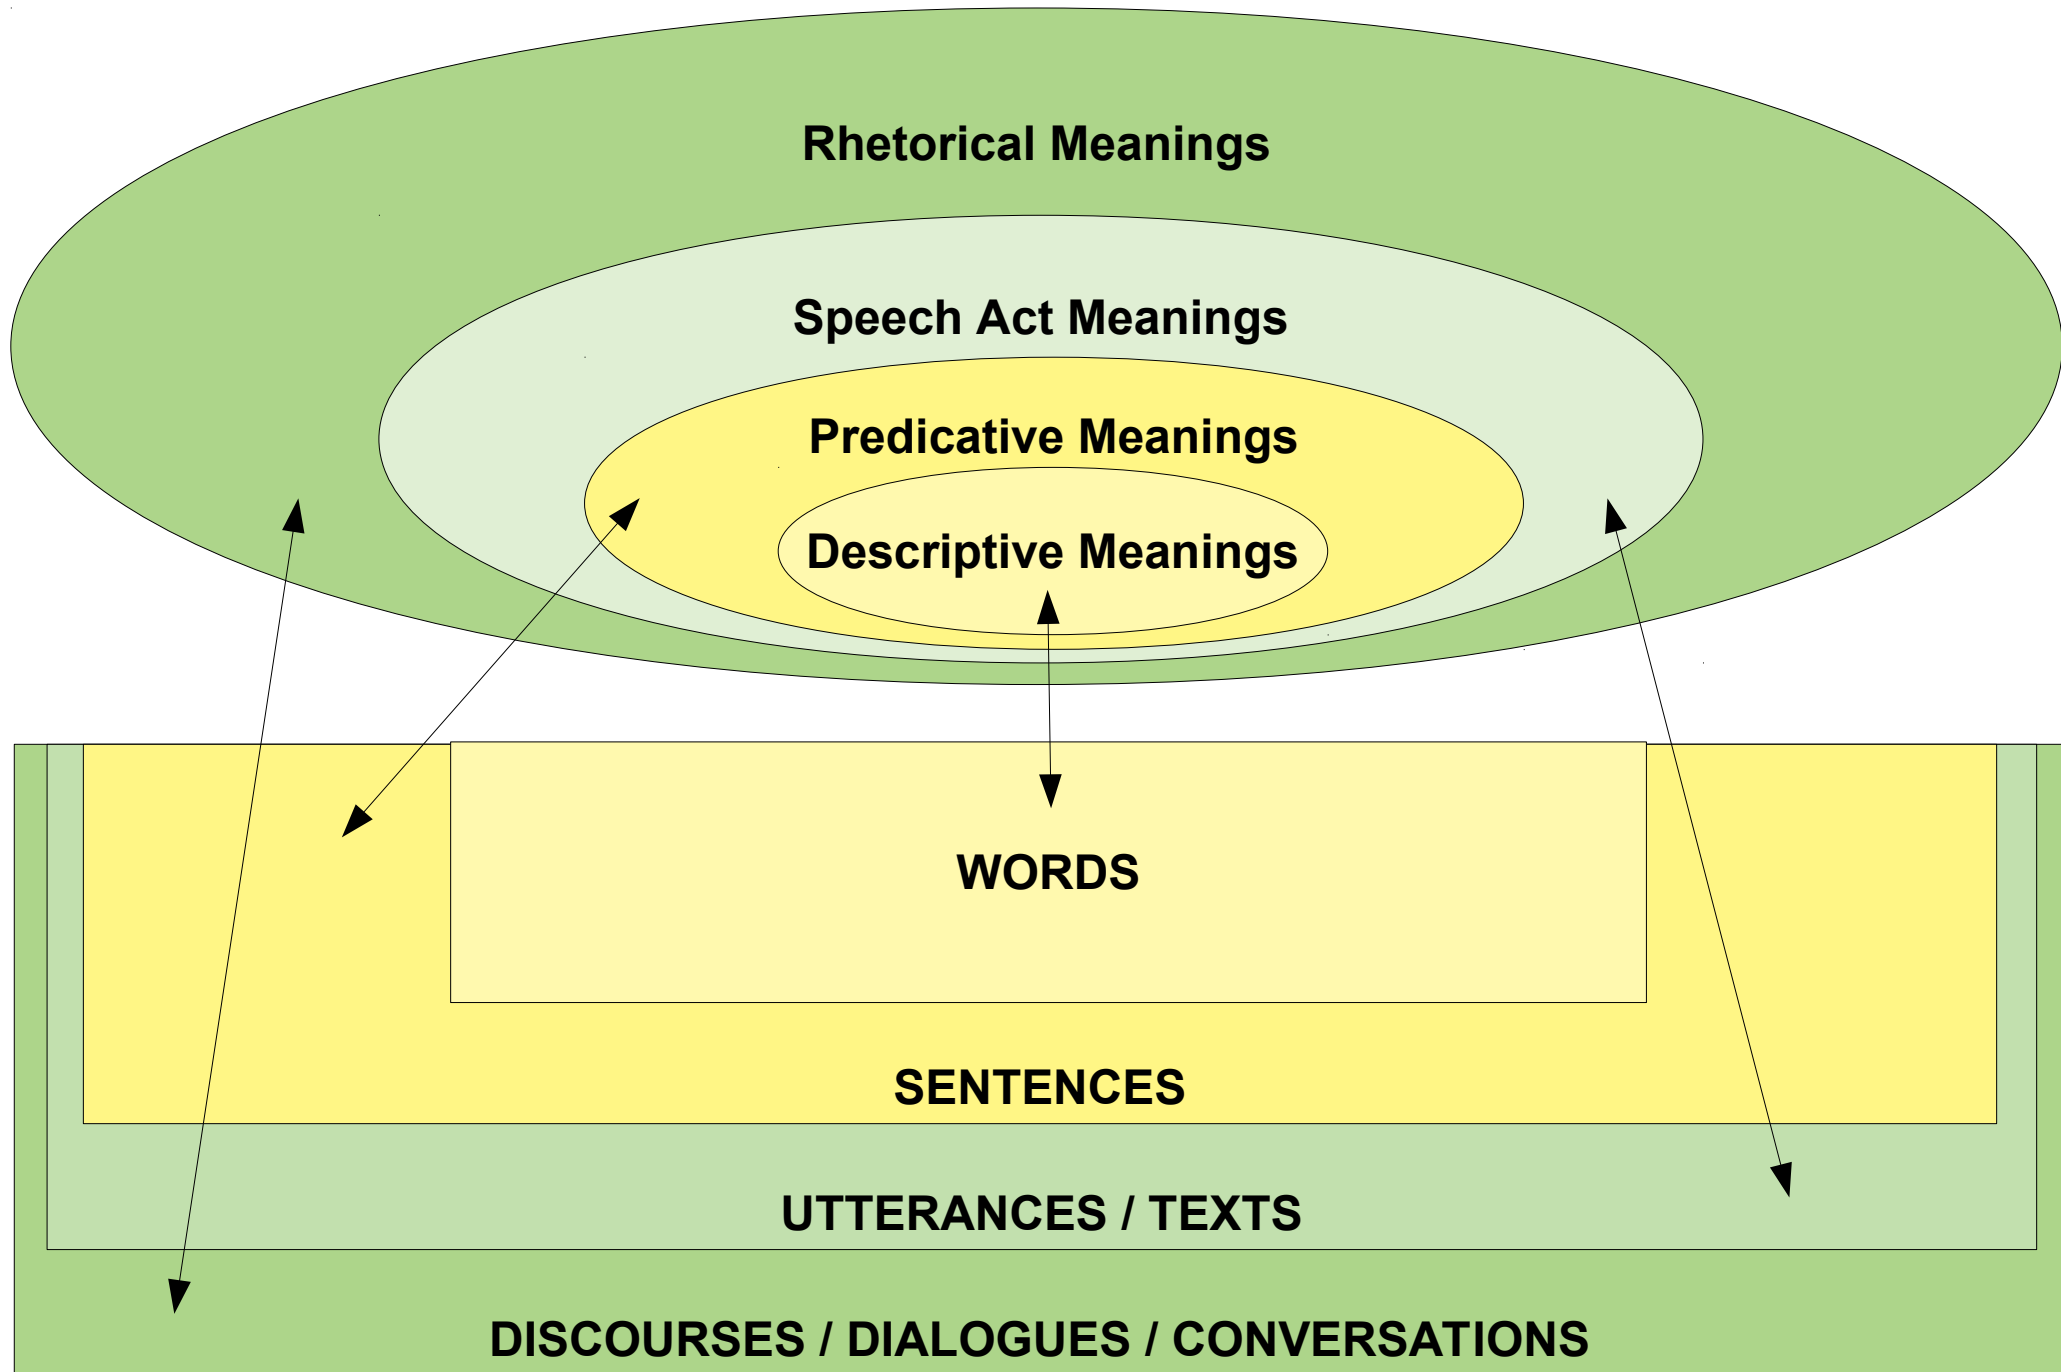 Rhetorical Meanings
Speech Act Meanings
Predicative Meanings
Descriptive Meanings
WORDS
SENTENCES
UTTERANCES / TEXTS
DISCOURSES / DIALOGUES / CONVERSATIONS